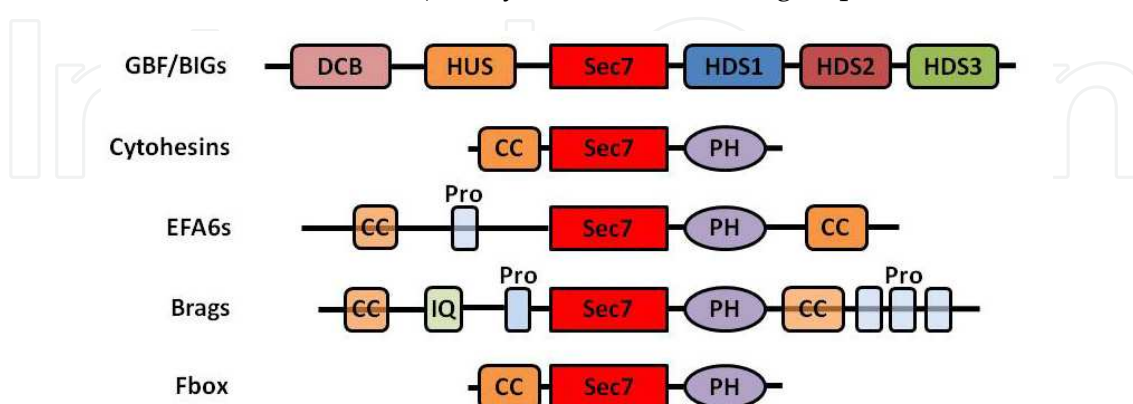 GBF/BIGs DCB HUS Sec7 HDS1 HDS2 HDS3
Cytohesins CC Sec7 PH
Pro
EFA6s CC Sec7 PH CC
Pro Pro
Brags CC IQ Sec7 PH CC
Fbox CC Sec7 PH